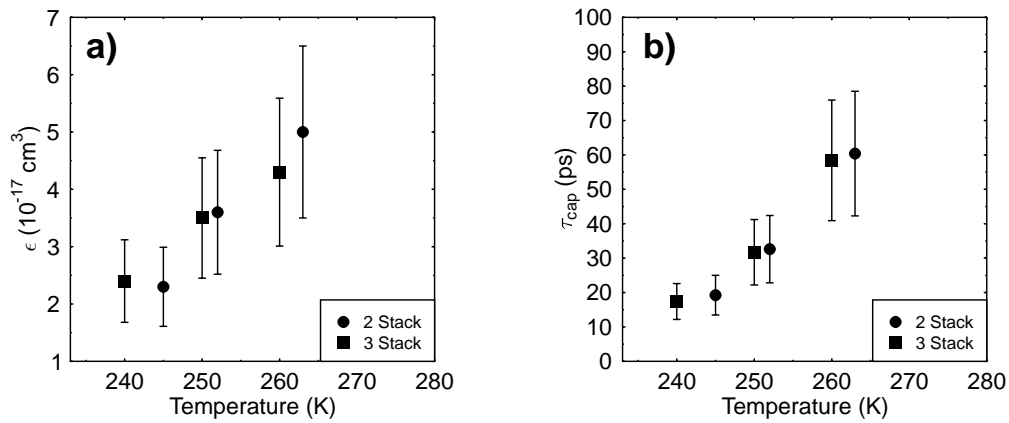 a)
7
6
5
4
3
2
1
ϵ (10⁻¹⁷ cm³)
240 250 260 270 280
Temperature (K)
2 Stack
3 Stack
b)
100
90
80
70
60
50
40
30
20
10
0
τcap (ps)
240 250 260 270 280
Temperature (K)
2 Stack
3 Stack